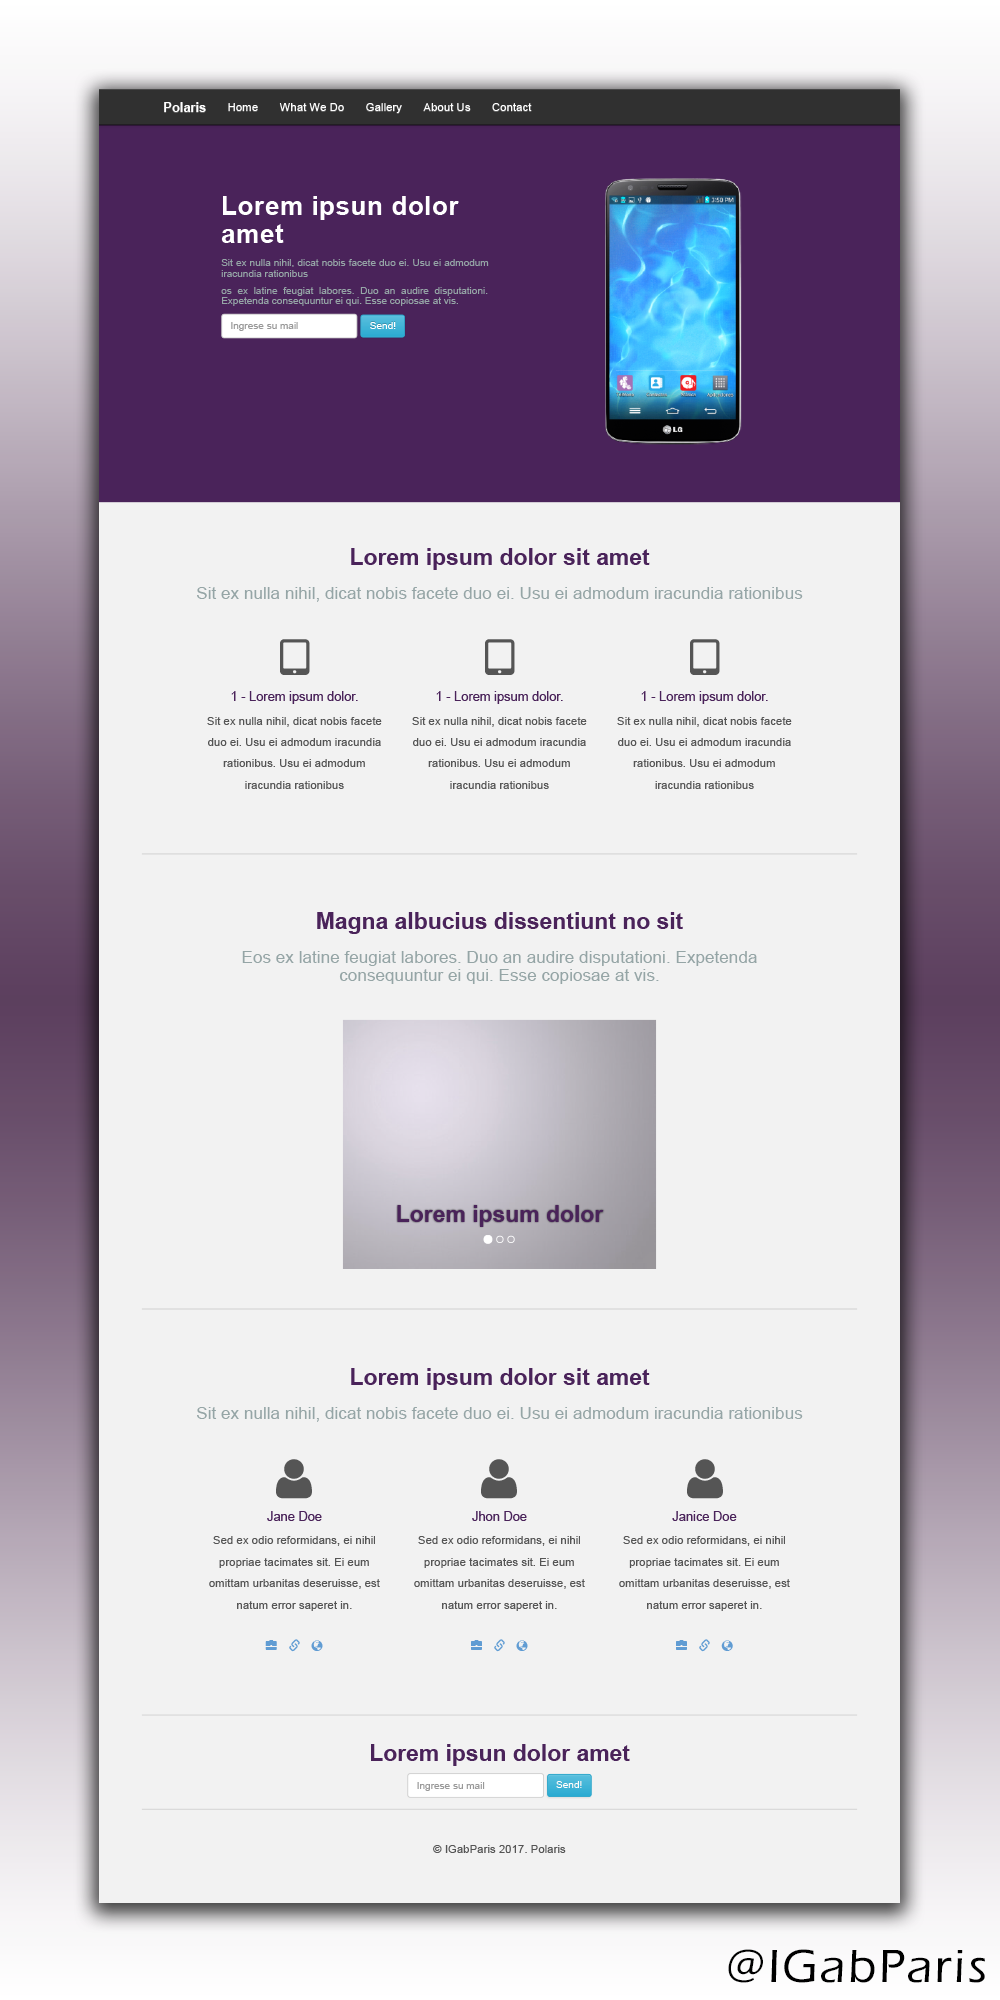 Polaris Home What We Do Gallery About Us Contact
Lorem ipsun dolor
amet
Sit ex nulla nihil, dicat nobis facete duo ei. Usu ei admodum
iracundia rationibus
os ex latine feugiat labores. Duo an audire disputationi.
Expetenda consequuntur ei qui. Esse copiosae at vis.
Ingrese su mail Send!
3:50 PM
LG
Lorem ipsum dolor sit amet
Sit ex nulla nihil, dicat nobis facete duo ei. Usu ei admodum iracundia rationibus
1 - Lorem ipsum dolor.
Sit ex nulla nihil, dicat nobis facete
duo ei. Usu ei admodum iracundia
rationibus. Usu ei admodum
iracundia rationibus
1 - Lorem ipsum dolor.
Sit ex nulla nihil, dicat nobis facete
duo ei. Usu ei admodum iracundia
rationibus. Usu ei admodum
iracundia rationibus
1 - Lorem ipsum dolor.
Sit ex nulla nihil, dicat nobis facete
duo ei. Usu ei admodum iracundia
rationibus. Usu ei admodum
iracundia rationibus
Magna albucius dissentiunt no sit
Eos ex latine feugiat labores. Duo an audire disputationi. Expetenda
consequuntur ei qui. Esse copiosae at vis.
Lorem ipsum dolor
Lorem ipsum dolor sit amet
Sit ex nulla nihil, dicat nobis facete duo ei. Usu ei admodum iracundia rationibus
Jane Doe
Sed ex odio reformidans, ei nihil
propriae tacimates sit. Ei eum
omittam urbanitas deseruisse, est
natum error saperet in.
Jhon Doe
Sed ex odio reformidans, ei nihil
propriae tacimates sit. Ei eum
omittam urbanitas deseruisse, est
natum error saperet in.
Janice Doe
Sed ex odio reformidans, ei nihil
propriae tacimates sit. Ei eum
omittam urbanitas deseruisse, est
natum error saperet in.
Lorem ipsun dolor amet
Ingrese su mail Send!
© IGabParis 2017. Polaris
@IGabParis